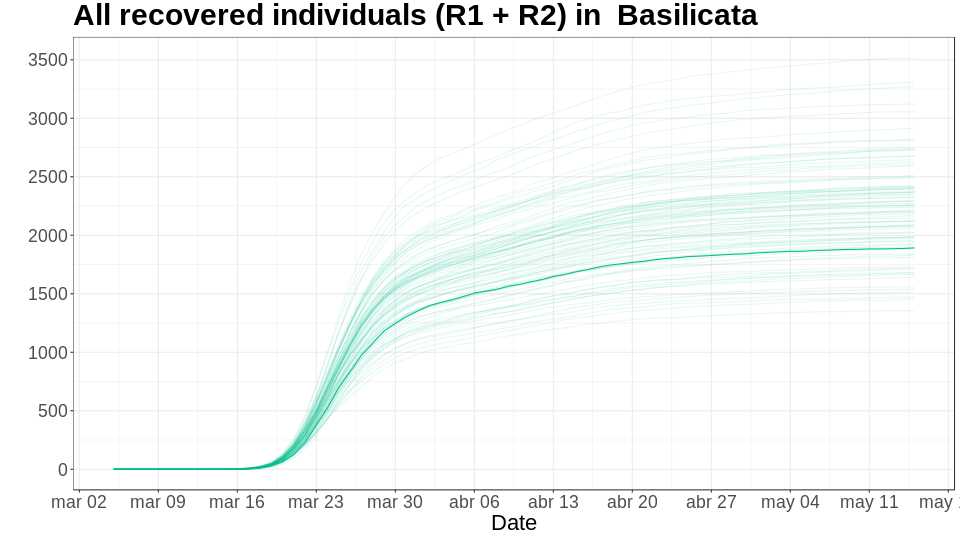 All recovered individuals (R1 + R2) in  Basilicata
3500
3000
2500
2000
1500
1000
500
0
mar 02 mar 09 mar 16 mar 23 mar 30 abr 06 abr 13 abr 20 abr 27 may 04 may 11 may
Date